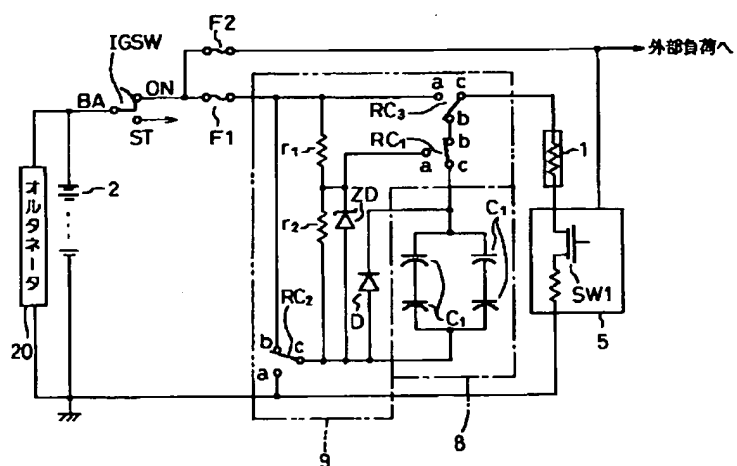 F2
外部負荷へ
IGSW
BA
ON
ST
F1
a
c
RC3
b
RC1
b
a
c
r1
r2
ZD
D
C1
C1
RC2
b
c
a
1
SW1
5
2
オルタネータ
20
9
8